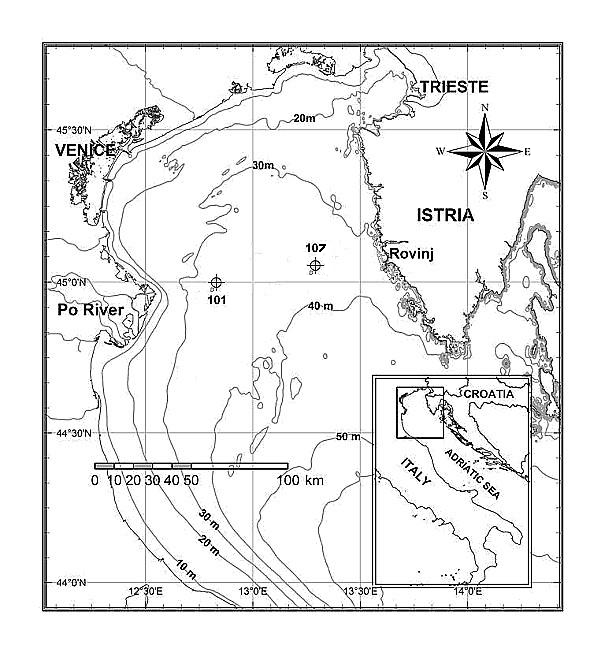 TRIESTE
N
20m
45°30'N
VENICE
W
E
30m
S
ISTRIA
107
Rovinj
45°0'N
101
Po River
40 m
CROATIA
44°30'N
50 m
ADRIATIC SEA
ITALY
0 10 20 30 40 50 100 km
30 m
20 m
10 m
44°0'N
12°30'E 13°0'E 13°30'E 14°0'E